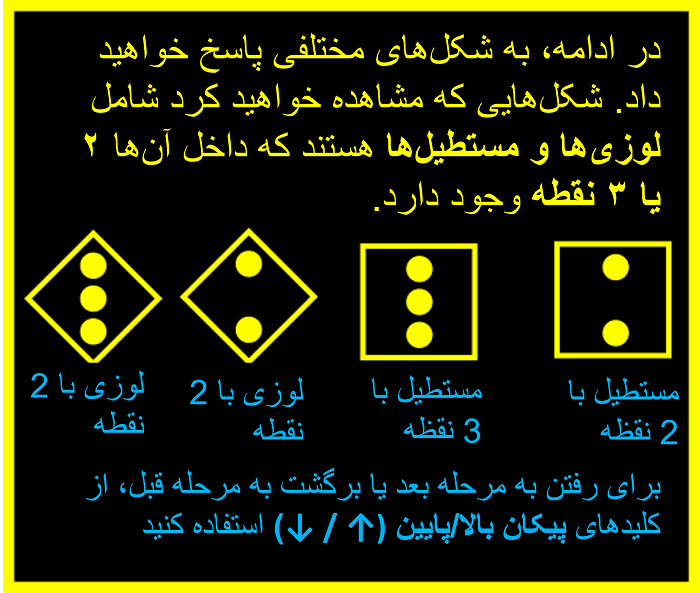 در ادامه، به شکل‌های مختلفی پاسخ خواهید
داد. شکل‌هایی که مشاهده خواهید کرد شامل
لوزی‌ها و مستطیل‌ها هستند که داخل آن‌ها ۲
یا ۳ نقطه وجود دارد.
مستطیل با
2 نقظه
مستطیل با
3 نقظه
لوزی با 2
نقطه
لوزی با 2
نقطه
برای رفتن به مرحله بعد یا برگشت به مرحله قبل، از
کلیدهای پیکان بالا/پایین (↑ / ↓) استفاده کنید